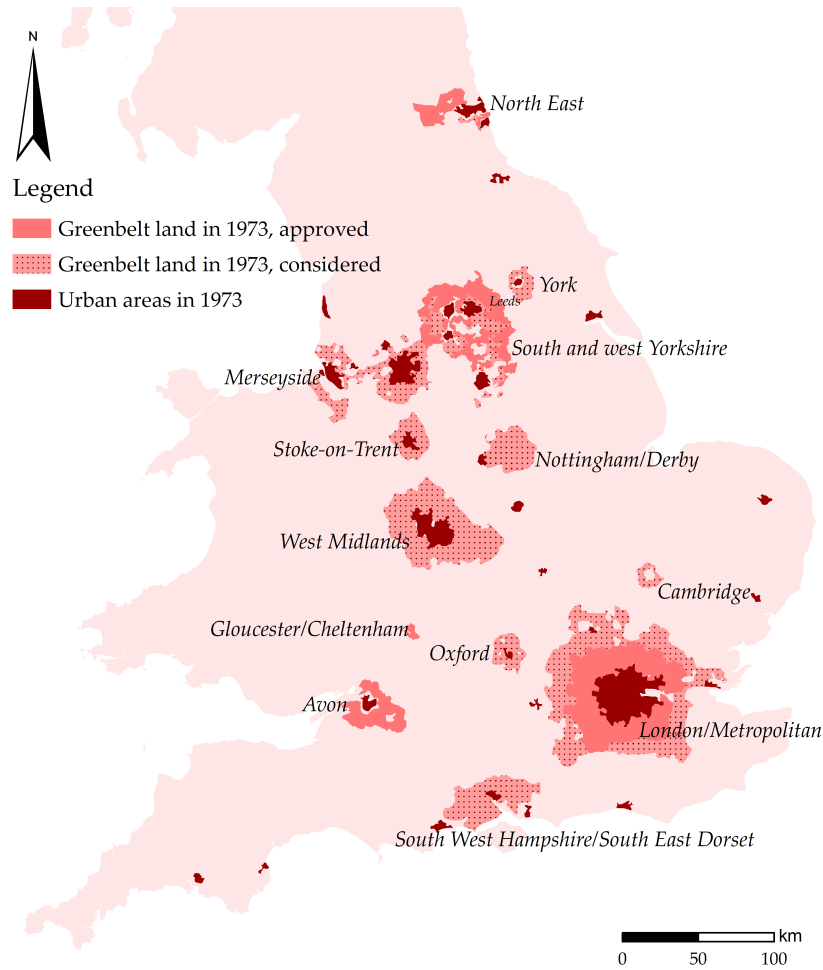 N
North East
Legend
Greenbelt land in 1973, approved
Greenbelt land in 1973, considered
York
Urban areas in 1973
Leeds
South and west Yorkshire
Merseyside
Stoke-on-Trent
Nottingham/Derby
West Midlands
Cambridge
Gloucester/Cheltenham
Oxford
Avon
London/Metropolitan
South West Hampshire/South East Dorset
km
0 50 100